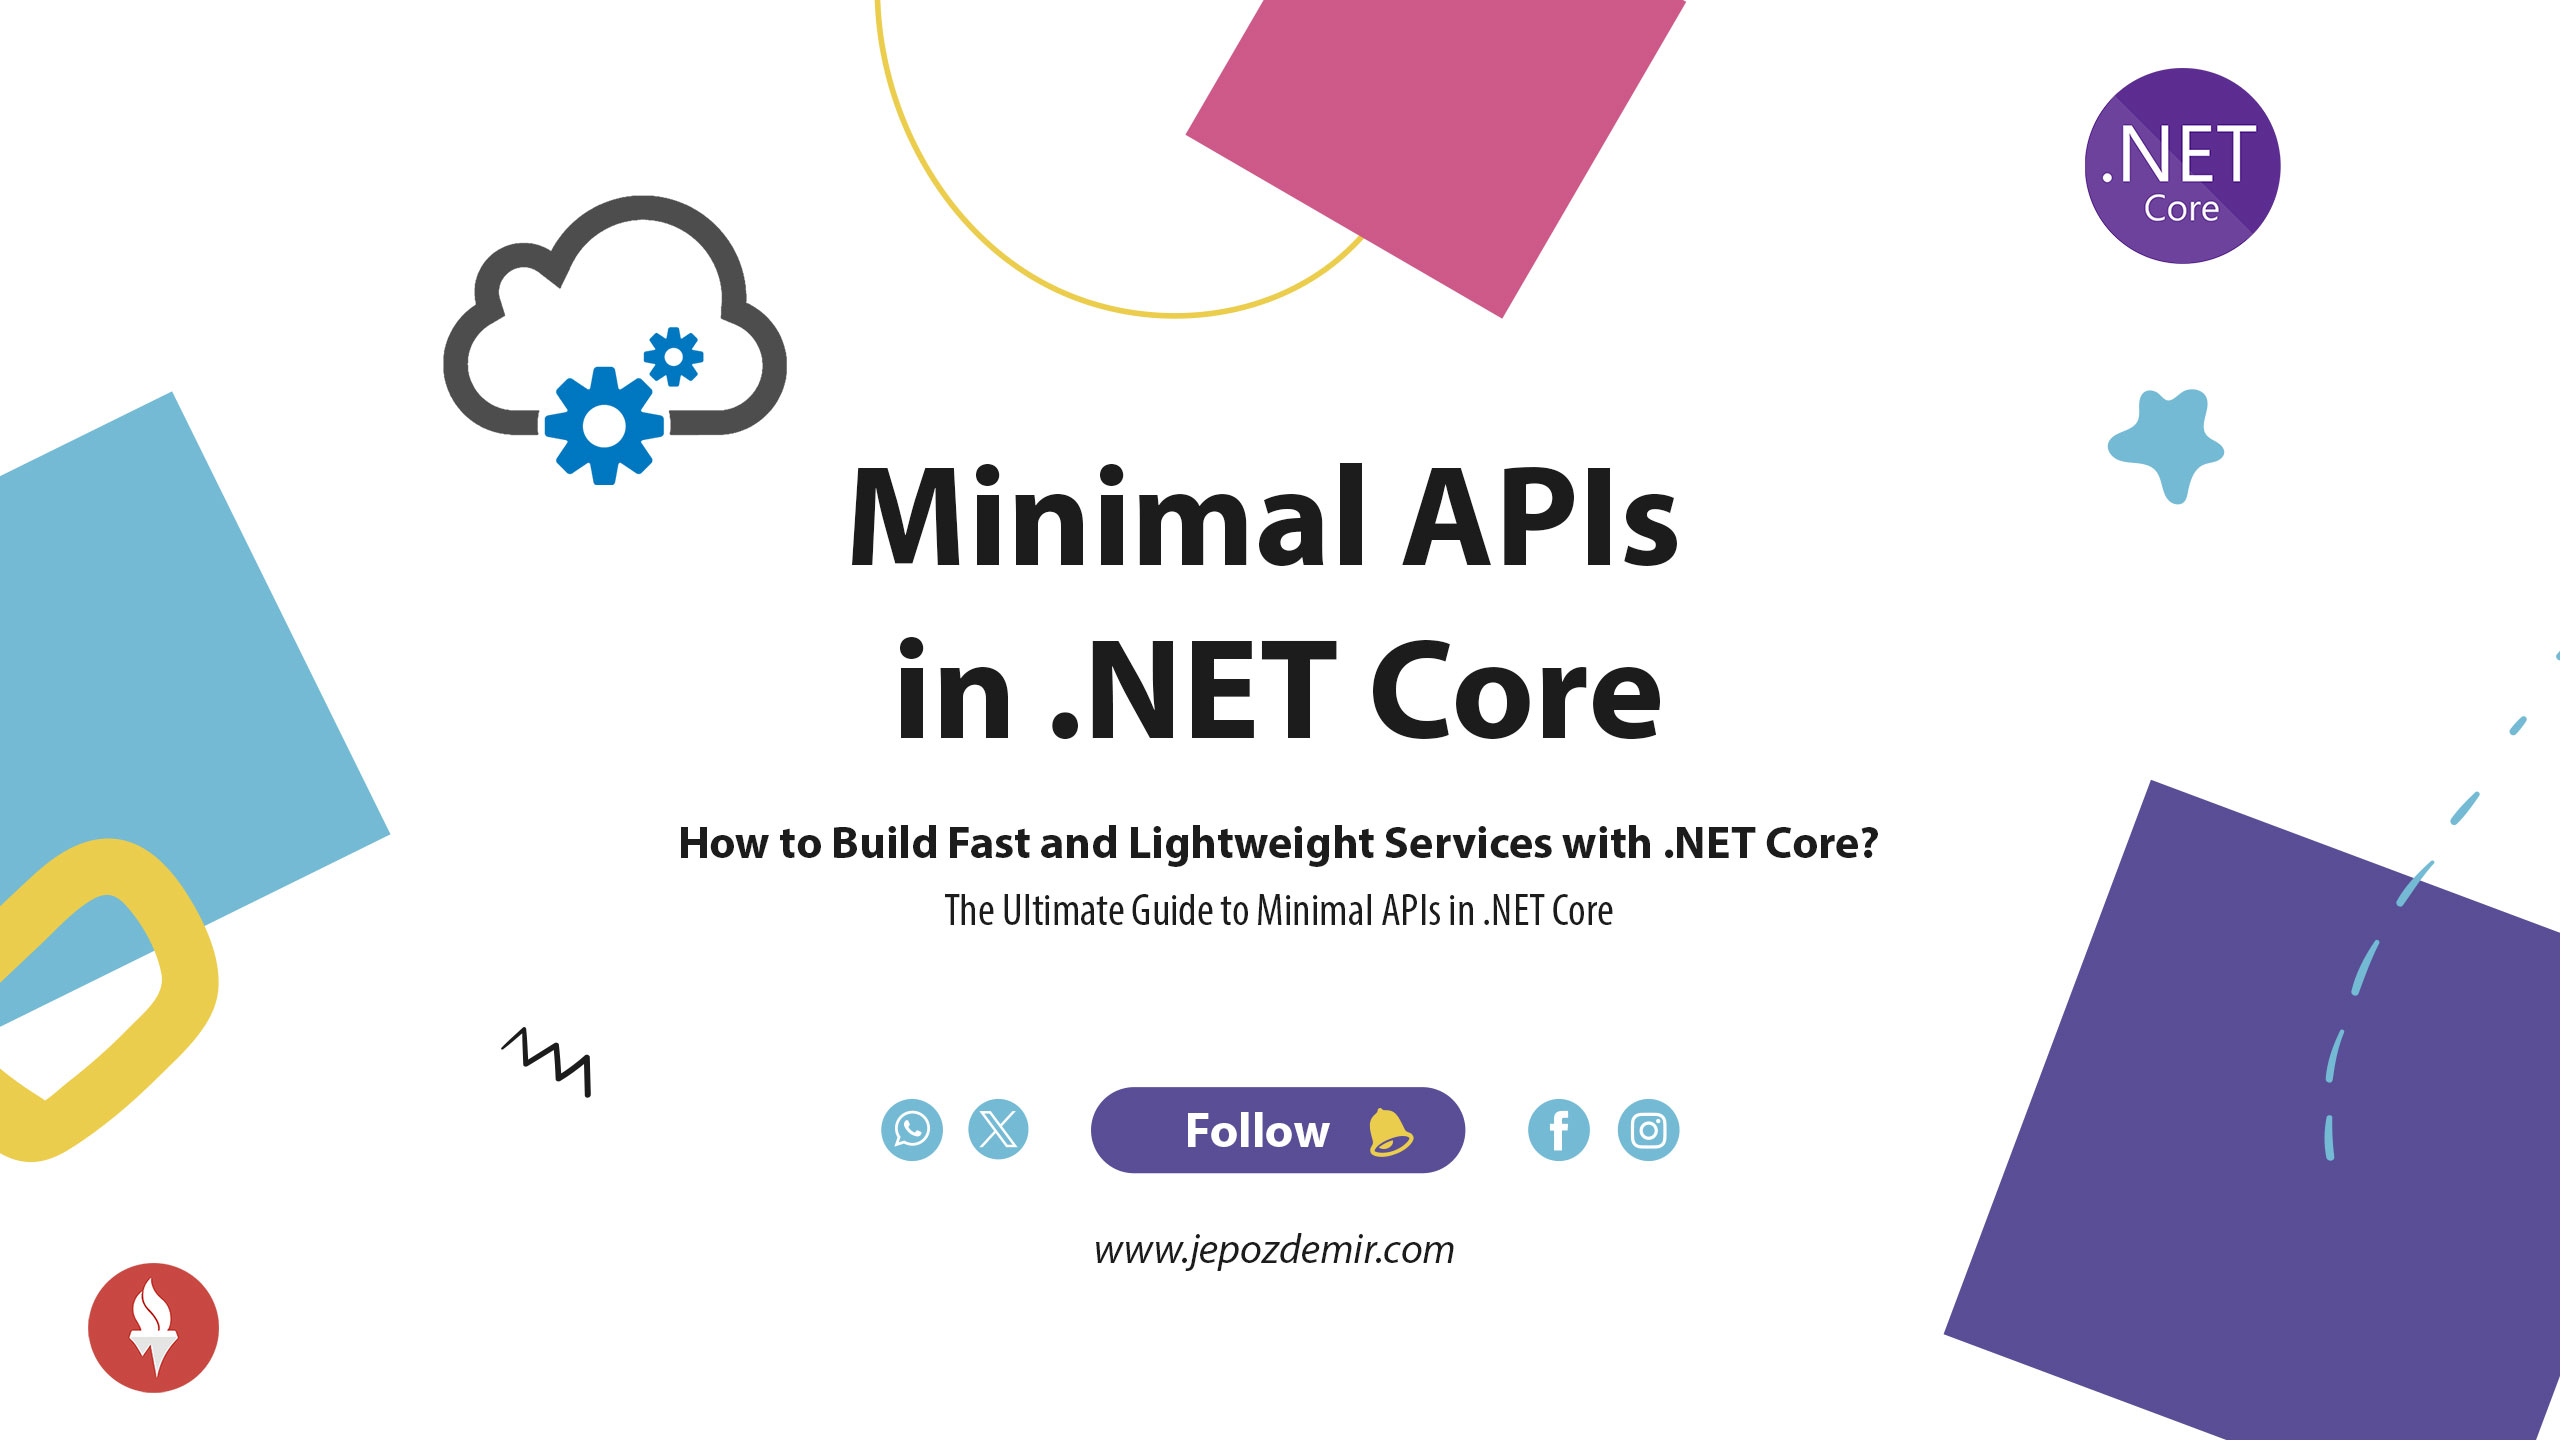 .NET
Core
Minimal APIs
in .NET Core
How to Build Fast and Lightweight Services with .NET Core?
The Ultimate Guide to Minimal APIs in .NET Core
Follow
www.jepozdemir.com